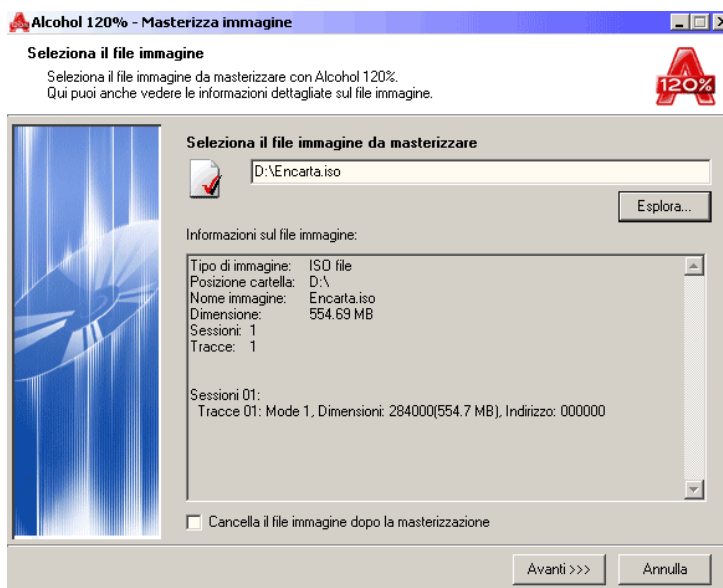 Alcohol 120% - Masterizza immagine
Seleziona il file immagine
Seleziona il file immagine da masterizzare con Alcohol 120%.
Qui puoi anche vedere le informazioni dettagliate sul file immagine.
120%
Seleziona il file immagine da masterizzare
D:\Encarta.iso
Esplora...
Informazioni sul file immagine:
Tipo di immagine: ISO file
Posizione cartella: D:\
Nome immagine: Encarta.iso
Dimensione: 554.69 MB
Sessioni: 1
Tracce: 1
Sessioni 01:
Tracce 01: Mode 1, Dimensioni: 284000(554.7 MB), Indirizzo: 000000
Cancella il file immagine dopo la masterizzazione
Avanti >>> Annulla